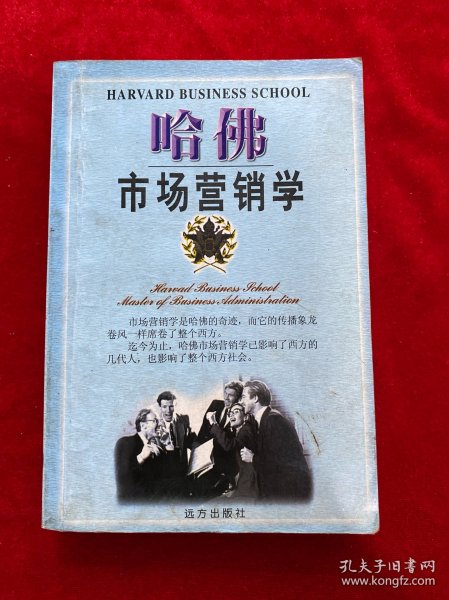 HARVARD BUSINESS SCHOOL
哈佛
市场营销学
Harvad Business School
Master of Business Administration
市场营销学是哈佛的奇迹，而它的传播象龙
卷风一样席卷了整个西方。
迄今为止，哈佛市场营销学已影响了西方的
几代人，也影响了整个西方社会。
远方出版社
孔夫子旧书网
www.kongfz.com